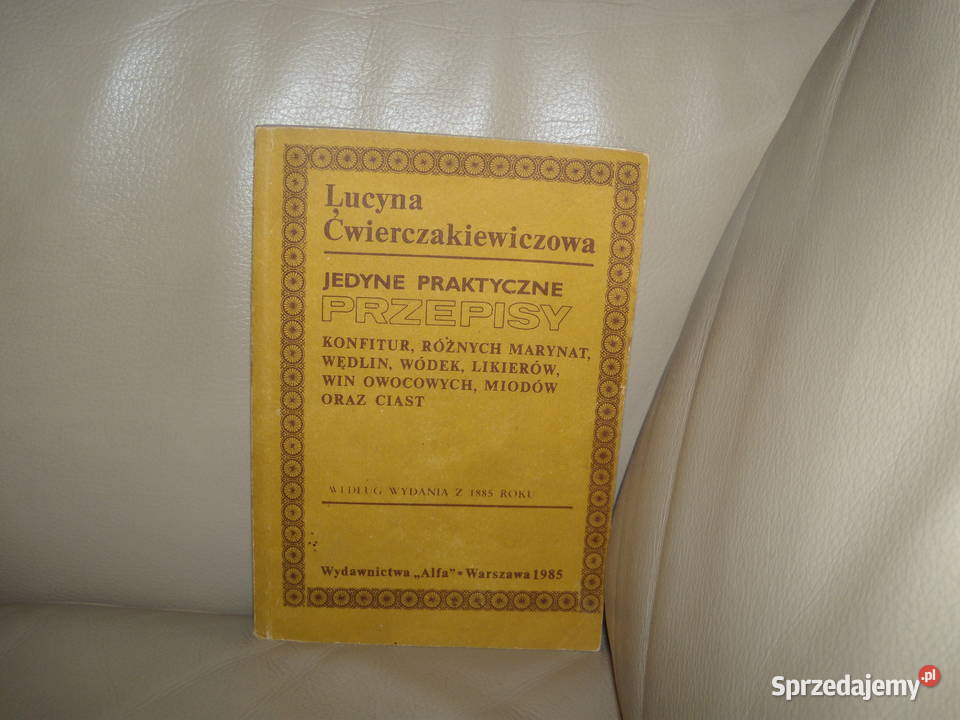 Lucyna
Ćwierczakiewiczowa
JEDYNE PRAKTYCZNE
PRZEPISY
KONFITUR, RÓŻNYCH MARYNAT,
WĘDLIN, WÓDEK, LIKIERÓW,
WIN OWOCOWYCH, MIODÓW
ORAZ CIAST
WEDŁUG WYDANIA Z 1885 ROKU
Wydawnictwa „Alfa” • Warszawa 1985
Sprzedajemy.pl